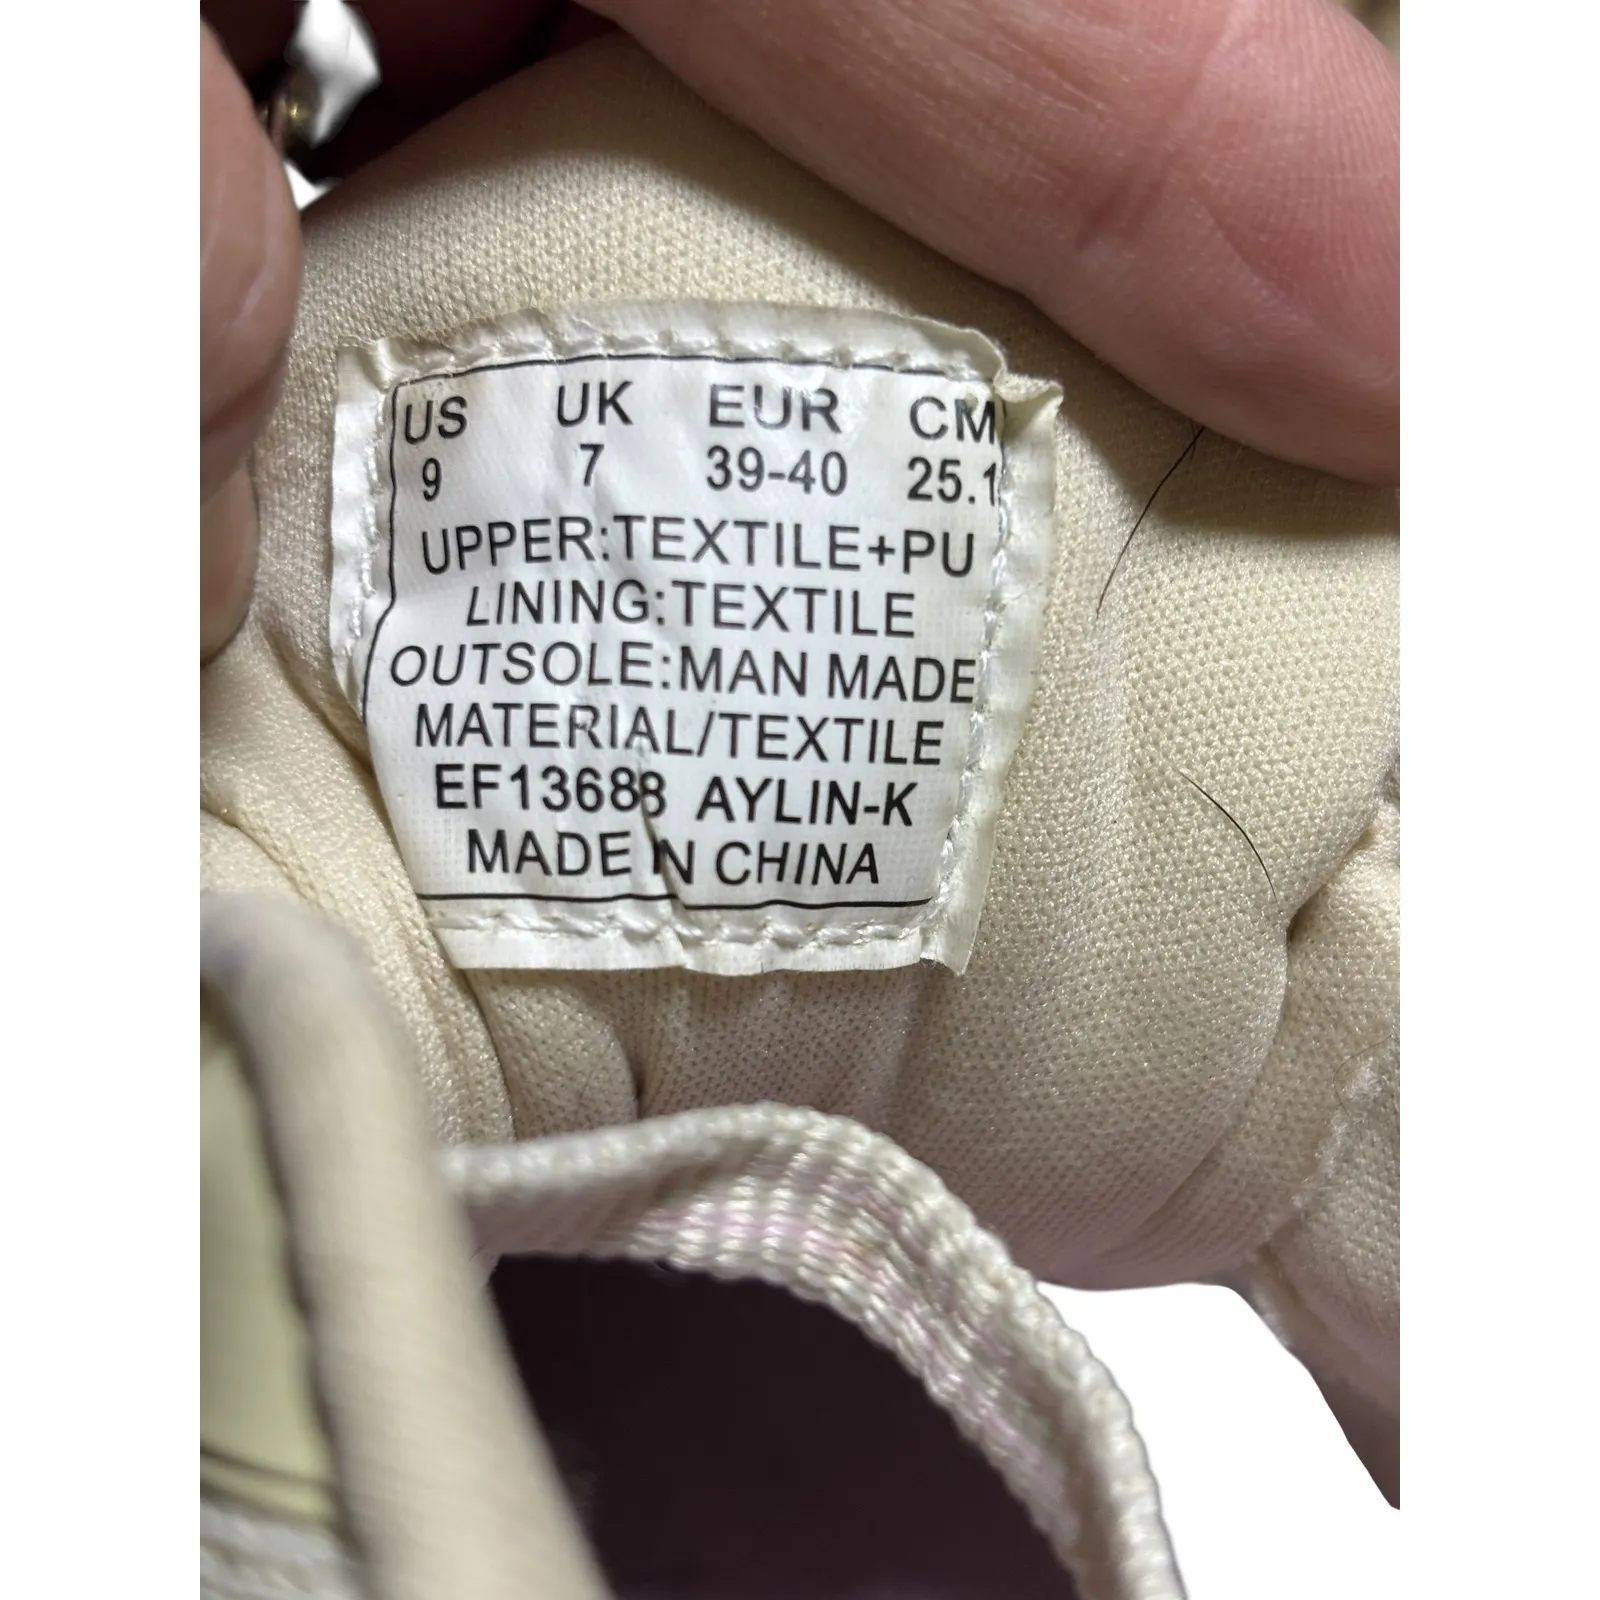 US UK EUR CM
9 7 39-40 25.1
UPPER:TEXTILE+PU
LINING:TEXTILE
OUTSOLE:MAN MADE
MATERIAL/TEXTILE
EF13688 AYLIN-K
MADE IN CHINA